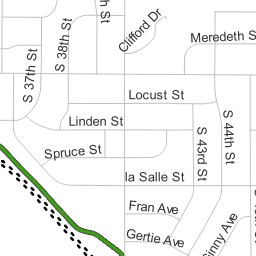 Clifford Dr
Meredeth S
S 38th St
S 37th St
Locust St
Linden St
S 44th St
S 43rd St
Spruce St
la Salle St
Fran Ave
Gertie Ave
Ginny Ave